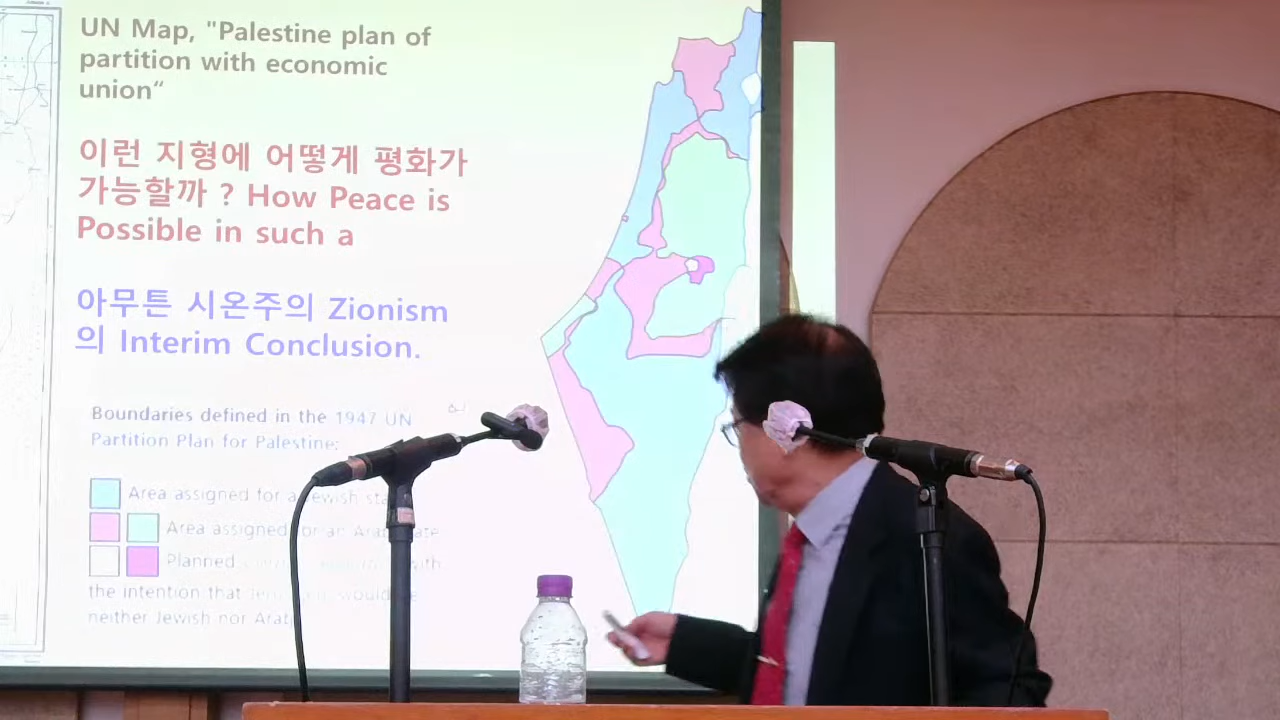 UN Map, "Palestine plan of
partition with economic
union“
이런 지형에 어떻게 평화가
가능할까 ? How Peace is
Possible in such a
아무튼 시온주의 Zionism
의 Interim Conclusion.
Boundaries defined in the 1947 UN
Partition Plan for Palestine:
Area assigned for a Jewish
Area assigned for an Arab
Planned with
the intention that would
neither Jewish nor Arab